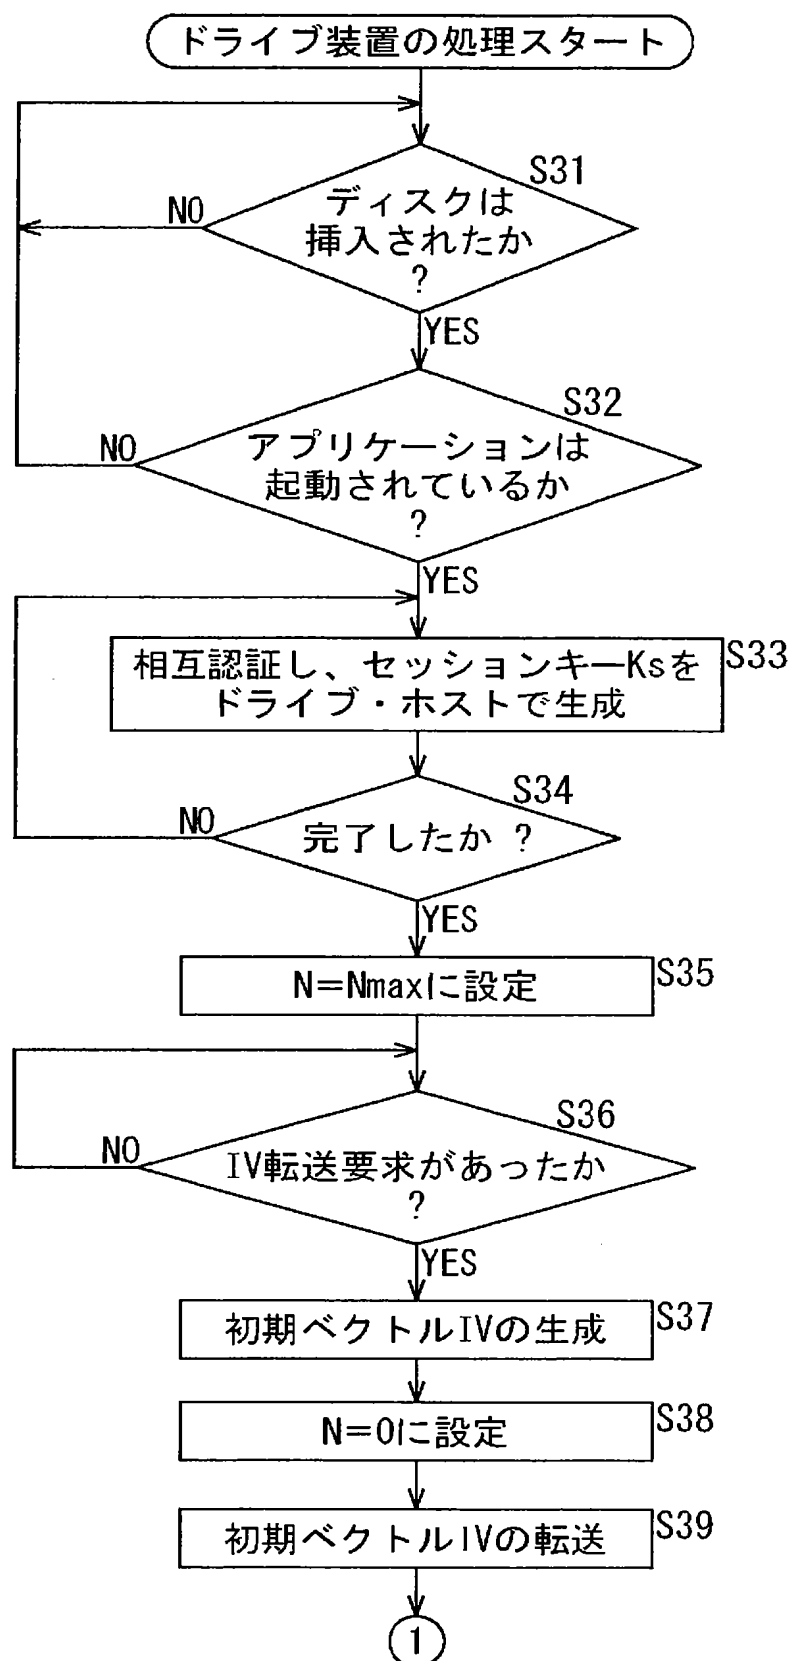 ドライブ装置の処理スタート
S31
ディスクは
NO
挿入されたか
?
YES
S32
NO
アプリケーションは
起動されているか
?
YES
相互認証し、セッションキーKsを
S33
ドライブ・ホストで生成
S34
NO
完了したか ?
YES
N=Nmaxに設定
S35
S36
NO
IV転送要求があったか
?
YES
初期ベクトルIVの生成
S37
N=0に設定
S38
初期ベクトルIVの転送
S39
1